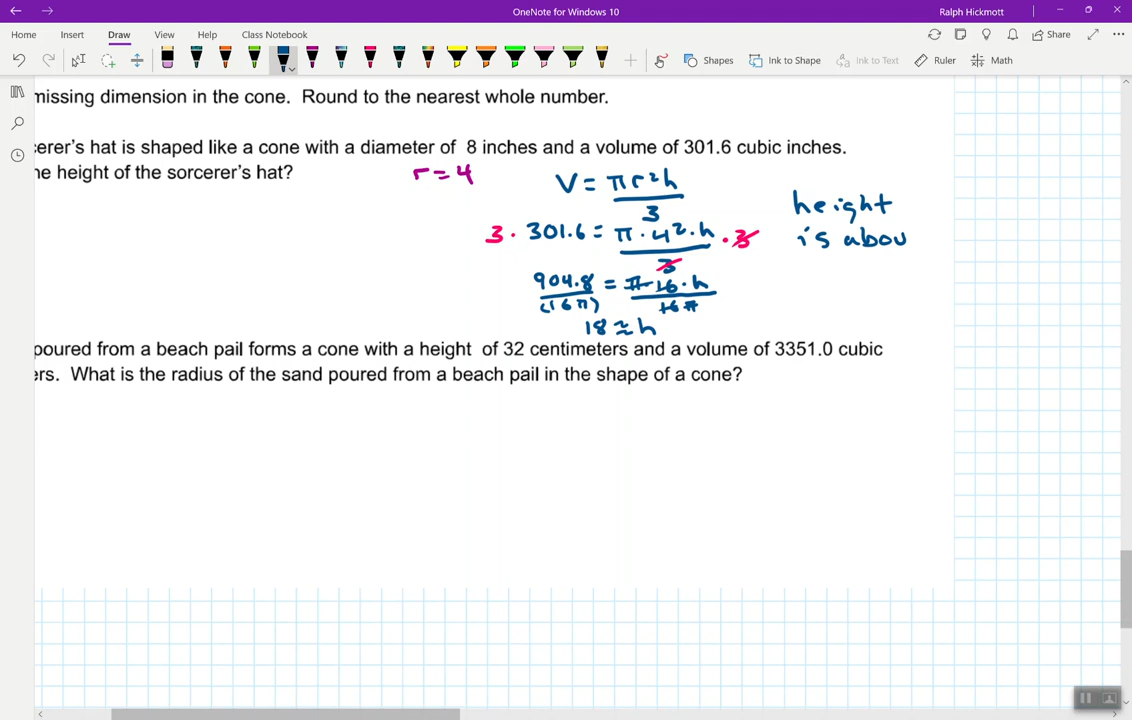 OneNote for Windows 10
Ralph Hickmott
Home Insert Draw View Help Class Notebook
Share
Shapes Ink to Shape Ink to Text Ruler Math
missing dimension in the cone. Round to the nearest whole number.
cerer's hat is shaped like a cone with a diameter of 8 inches and a volume of 301.6 cubic inches.
he height of the sorcerer's hat?
r = 4
V = πr²h
3
height
3 · 301.6 = π · 4² · h · 3
is abou
3
904.8 = π · 16 · h
(16π) 16π
18 ≈ h
poured from a beach pail forms a cone with a height of 32 centimeters and a volume of 3351.0 cubic
ers. What is the radius of the sand poured from a beach pail in the shape of a cone?